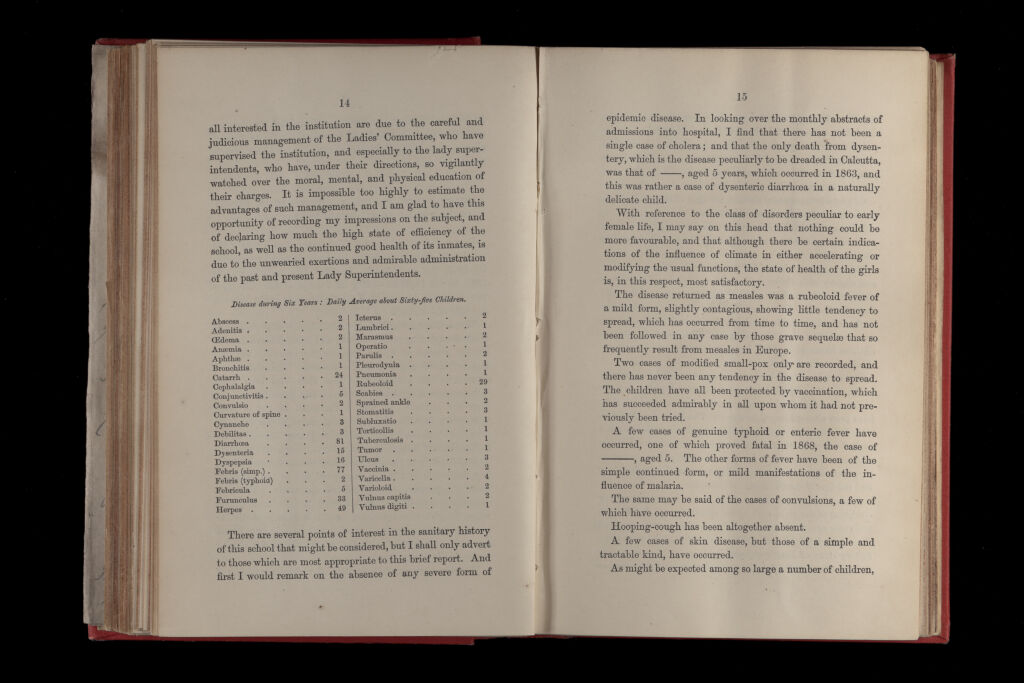 14
all interested in the institution are due to the careful and
judicious management of the Ladies' Committee, who have
supervised the institution, and especially to the lady super-
intendents, who have, under their directions, so vigilantly
watched over the moral, mental, and physical education of
their charges. It is impossible too highly to estimate the
advantages of such management, and I am glad to have this
opportunity of recording my impressions on the subject, and
of declaring how much the high state of efficiency of the
school, as well as the continued good health of its inmates, is
due to the unwearied exertions and admirable administration
of the past and present Lady Superintendents.
Disease during Six Years : Daily Average about Sixty-five Children.
Abscess . . . . . 2
Adenitis . . . . . 2
Œdema . . . . . 2
Anæmia . . . . . 1
Aphthæ . . . . . 1
Bronchitis . . . . 1
Catarrh . . . . . 24
Cephalalgia . . . . 1
Conjunctivitis . . . . 5
Convulsio . . . . 2
Curvature of spine . . . 1
Cynanche . . . . 3
Debilitas . . . . . 3
Diarrhœa . . . . 81
Dysenteria . . . . 15
Dyspepsia . . . . 16
Febris (simp.) . . . . 77
Febris (typhoid) . . . 2
Febricula . . . . 5
Furunculus . . . . 33
Herpes . . . . . 49
Icterus . . . . . 2
Lumbrici . . . . . 1
Marasmus . . . . 2
Operatio . . . . 1
Parulis . . . . . 2
Pleurodynia . . . . 1
Pneumonia . . . . 1
Rubeoloid . . . . 29
Scabies . . . . . 3
Sprained ankle . . . 2
Stomatitis . . . . 3
Subluxatio . . . . 1
Torticollis . . . . 1
Tuberculosis . . . . 1
Tumor . . . . . 1
Ulcus . . . . . 3
Vaccinia . . . . . 2
Varicella . . . . . 4
Varioloid . . . . 2
Vulnus capitis . . . 2
Vulnus digiti . . . . 1
There are several points of interest in the sanitary history
of this school that might be considered, but I shall only advert
to those which are most appropriate to this brief report. And
first I would remark on the absence of any severe form of
15
epidemic disease. In looking over the monthly abstracts of
admissions into hospital, I find that there has not been a
single case of cholera; and that the only death from dysen-
tery, which is the disease peculiarly to be dreaded in Calcutta,
was that of ——, aged 5 years, which occurred in 1863, and
this was rather a case of dysenteric diarrhœa in a naturally
delicate child.
With reference to the class of disorders peculiar to early
female life, I may say on this head that nothing could be
more favourable, and that although there be certain indica-
tions of the influence of climate in either accelerating or
modifying the usual functions, the state of health of the girls
is, in this respect, most satisfactory.
The disease returned as measles was a rubeoloid fever of
a mild form, slightly contagious, showing little tendency to
spread, which has occurred from time to time, and has not
been followed in any case by those grave sequelæ that so
frequently result from measles in Europe.
Two cases of modified small-pox only are recorded, and
there has never been any tendency in the disease to spread.
The children have all been protected by vaccination, which
has succeeded admirably in all upon whom it had not pre-
viously been tried.
A few cases of genuine typhoid or enteric fever have
occurred, one of which proved fatal in 1868, the case of
———, aged 5. The other forms of fever have been of the
simple continued form, or mild manifestations of the in-
fluence of malaria.
The same may be said of the cases of convulsions, a few of
which have occurred.
Hooping-cough has been altogether absent.
A few cases of skin disease, but those of a simple and
tractable kind, have occurred.
As might be expected among so large a number of children,